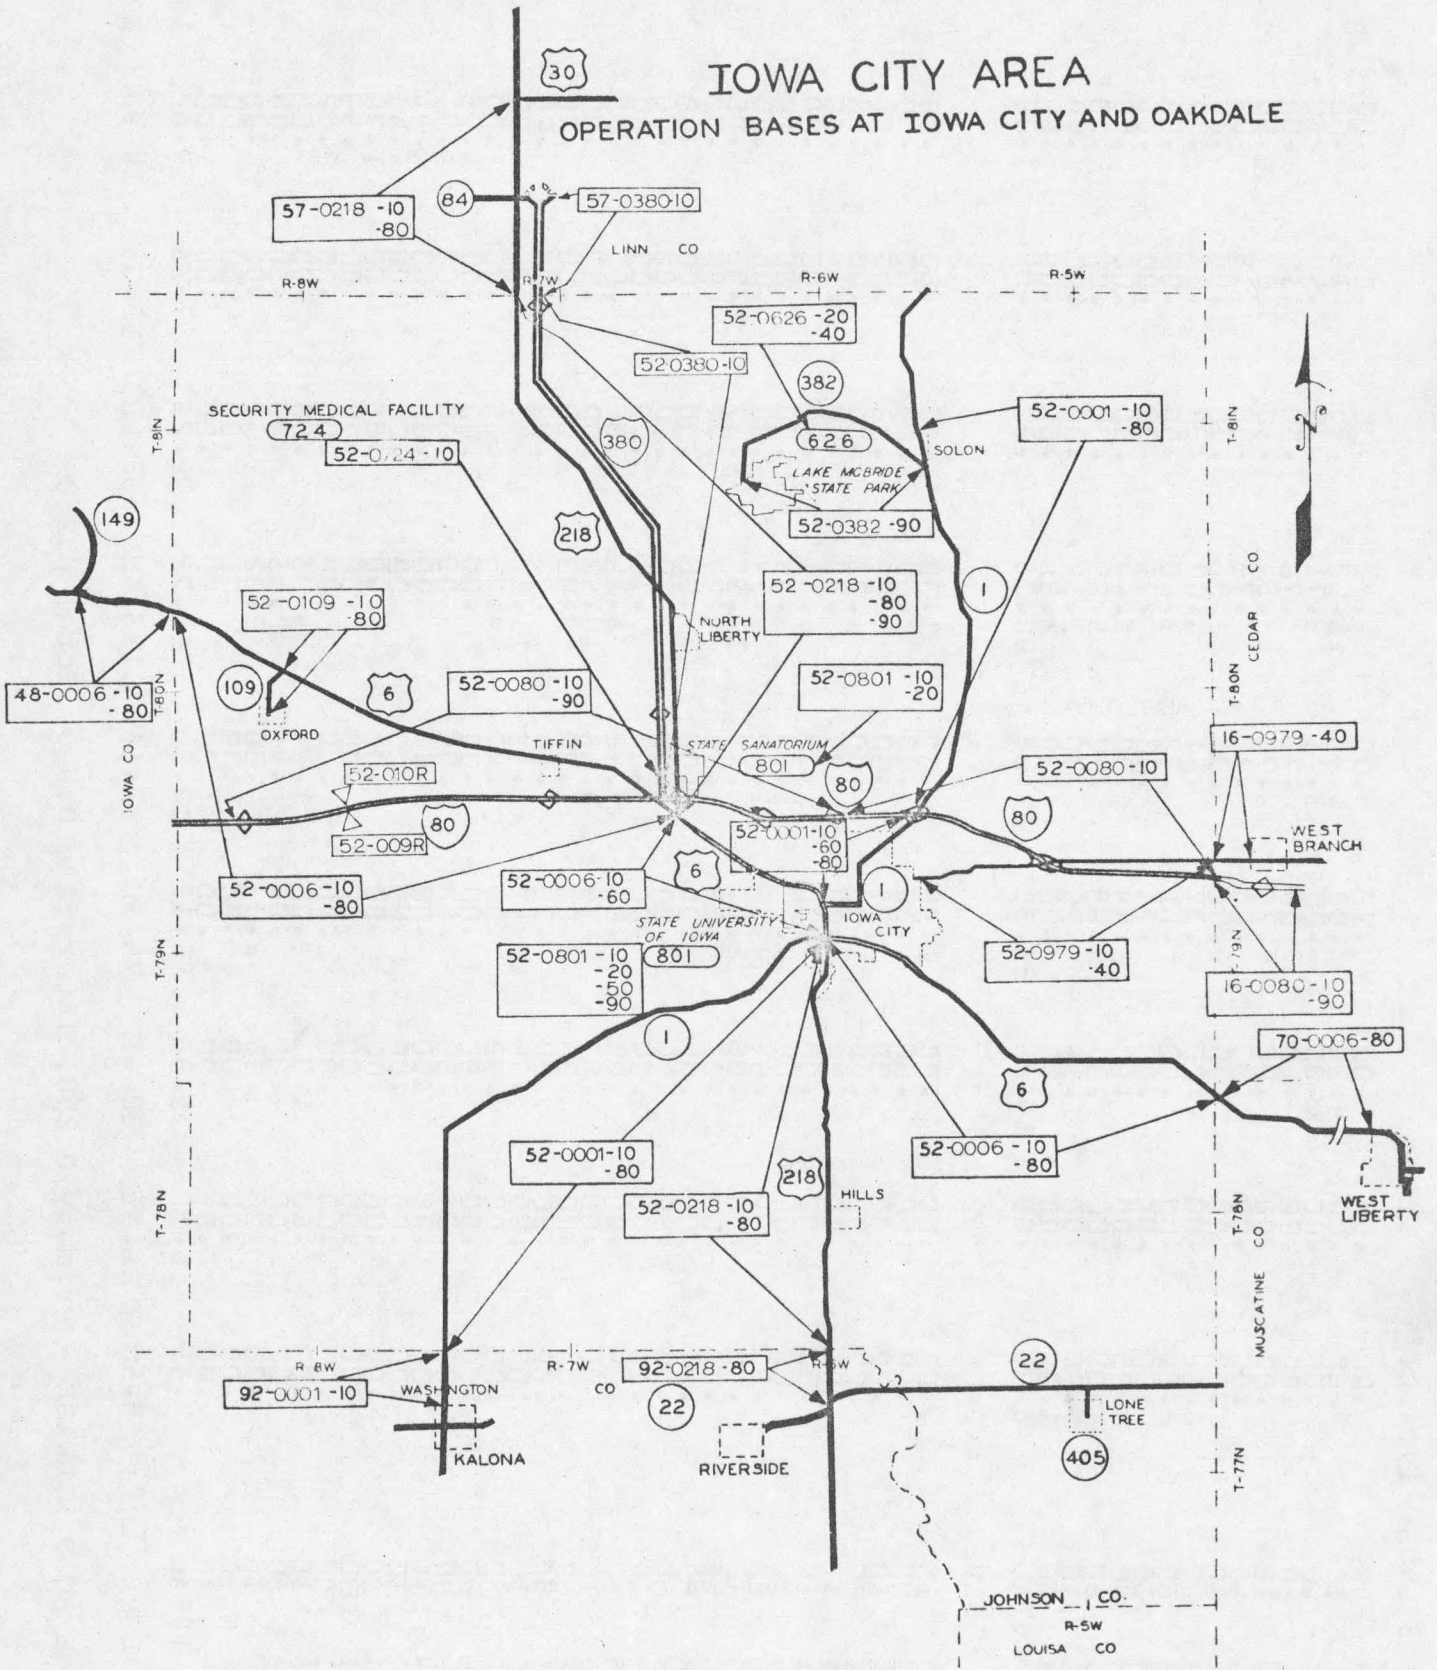 IOWA CITY AREA
OPERATION BASES AT IOWA CITY AND OAKDALE
30
57-0218 -10
-80
84
57-0380-10
LINN CO
R-8W
R-7W
R-6W
R-5W
52-0626 -20
-40
52-0380-10
382
626
LAKE MCBRIDE
STATE PARK
52-0382 -90
52-0001 -10
-80
SOLON
T-81N
T-81N
SECURITY MEDICAL FACILITY
724
52-0724 -10
380
218
149
52-0218 -10
-80
-90
1
CEDAR CO
52-0109 -10
-80
NORTH
LIBERTY
109
6
48-0006 -10
-80
T-80N
T-80N
OXFORD
52-0080 -10
-90
52-0801 -10
-20
TIFFIN
STATE SANATORIUM
801
80
16-0979 -40
52-0080-10
IOWA CO
52-010R
80
52-009R
52-0001-10
-60
-80
80
WEST
BRANCH
52-0006 -10
-80
52-0006-10
-60
6
1
IOWA
CITY
STATE UNIVERSITY
OF IOWA
801
52-0801 -10
-20
-50
-90
52-0979 -10
-40
T-79N
T-79N
16-0080 -10
-90
1
70-0006-80
6
52-0001-10
-80
52-0006 -10
-80
218
52-0218 -10
-80
HILLS
T-78N
T-78N
WEST
LIBERTY
MUSCATINE CO
R-8W
R-7W
R-6W
92-0218 -80
22
92-0001 -10
WASHINGTON
CO
22
LONE
TREE
KALONA
RIVERSIDE
405
T-77N
JOHNSON CO.
R-5W
LOUISA CO